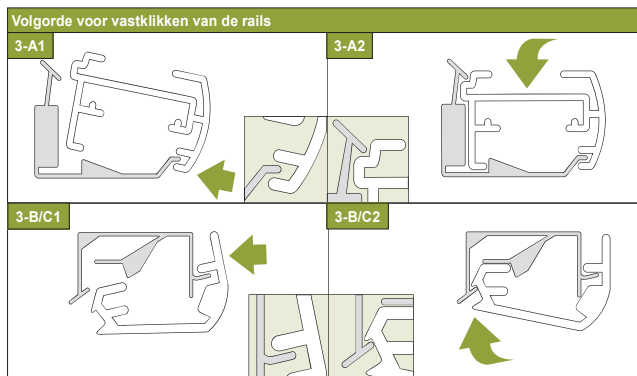 Volgorde voor vastklikken van de rails
3-A1
3-A2
3-B/C1
3-B/C2